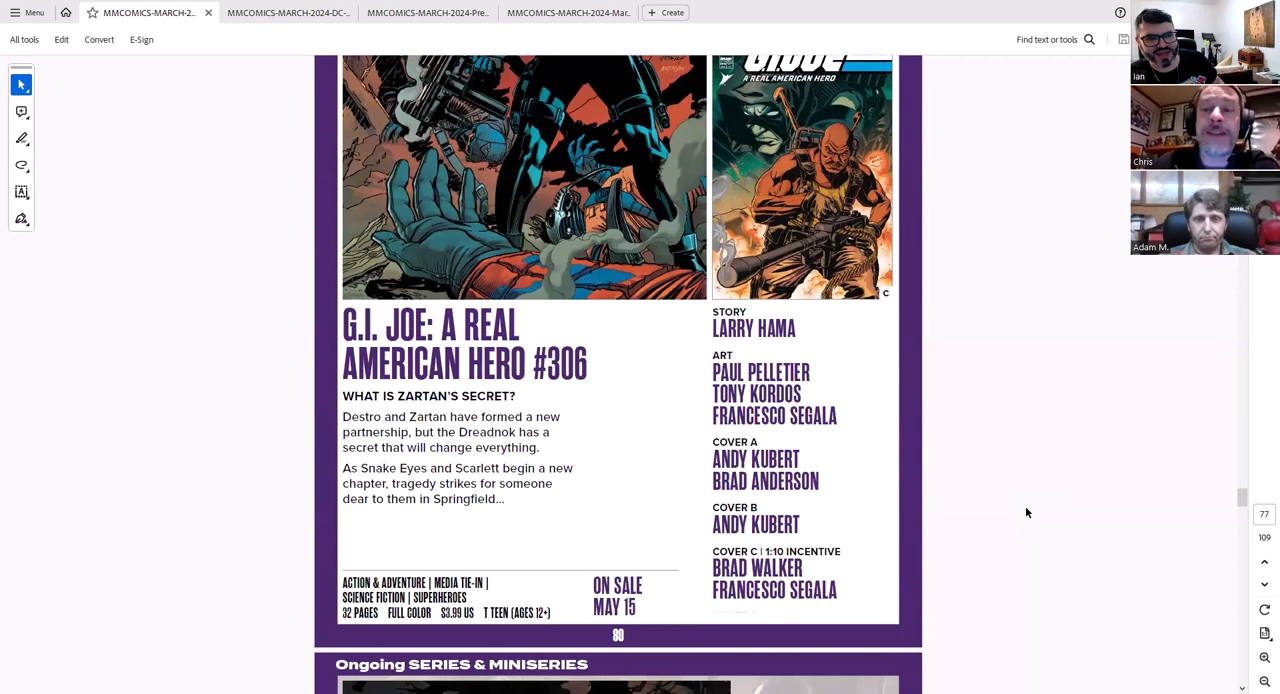 Menu
MMCOMICS-MARCH-2...
MMCOMICS-MARCH-2024-DC-...
MMCOMICS-MARCH-2024-Pre...
MMCOMICS-MARCH-2024-Mar...
+ Create
All tools
Edit
Convert
E-Sign
Find text or tools
Ian
Chris
Adam M.
G.I. JOE
A REAL AMERICAN HERO
C
G.I. JOE: A REAL
AMERICAN HERO #306
WHAT IS ZARTAN'S SECRET?
Destro and Zartan have formed a new
partnership, but the Dreadnok has a
secret that will change everything.
As Snake Eyes and Scarlett begin a new
chapter, tragedy strikes for someone
dear to them in Springfield...
ACTION & ADVENTURE | MEDIA TIE-IN |
SCIENCE FICTION | SUPERHEROES
32 PAGES FULL COLOR $3.99 US T TEEN (AGES 12+)
ON SALE
MAY 15
STORY
LARRY HAMA
ART
PAUL PELLETIER
TONY KORDOS
FRANCESCO SEGALA
COVER A
ANDY KUBERT
BRAD ANDERSON
COVER B
ANDY KUBERT
COVER C | 1:10 INCENTIVE
BRAD WALKER
FRANCESCO SEGALA
80
Ongoing SERIES & MINISERIES
77
109